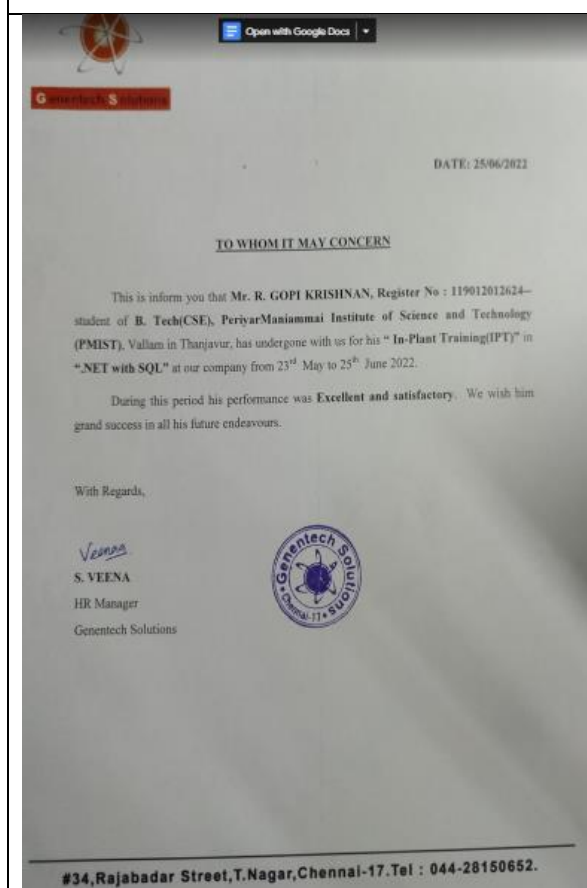 Open with Google Docs
Genentech Solutions
DATE: 25/06/2022
TO WHOM IT MAY CONCERN
This is inform you that Mr. R. GOPI KRISHNAN, Register No : 119012012624–
student of B. Tech(CSE), PeriyarManiammai Institute of Science and Technology
(PMIST), Vallam in Thanjavur, has undergone with us for his “ In-Plant Training(IPT)” in
“.NET with SQL” at our company from 23rd May to 25th June 2022.
During this period his performance was Excellent and satisfactory. We wish him
grand success in all his future endeavours.
With Regards,
Veenaa
S. VEENA
HR Manager
Genentech Solutions
Genentech Solutions
Chennai-17
#34,Rajabadar Street,T.Nagar,Chennai-17.Tel : 044-28150652.